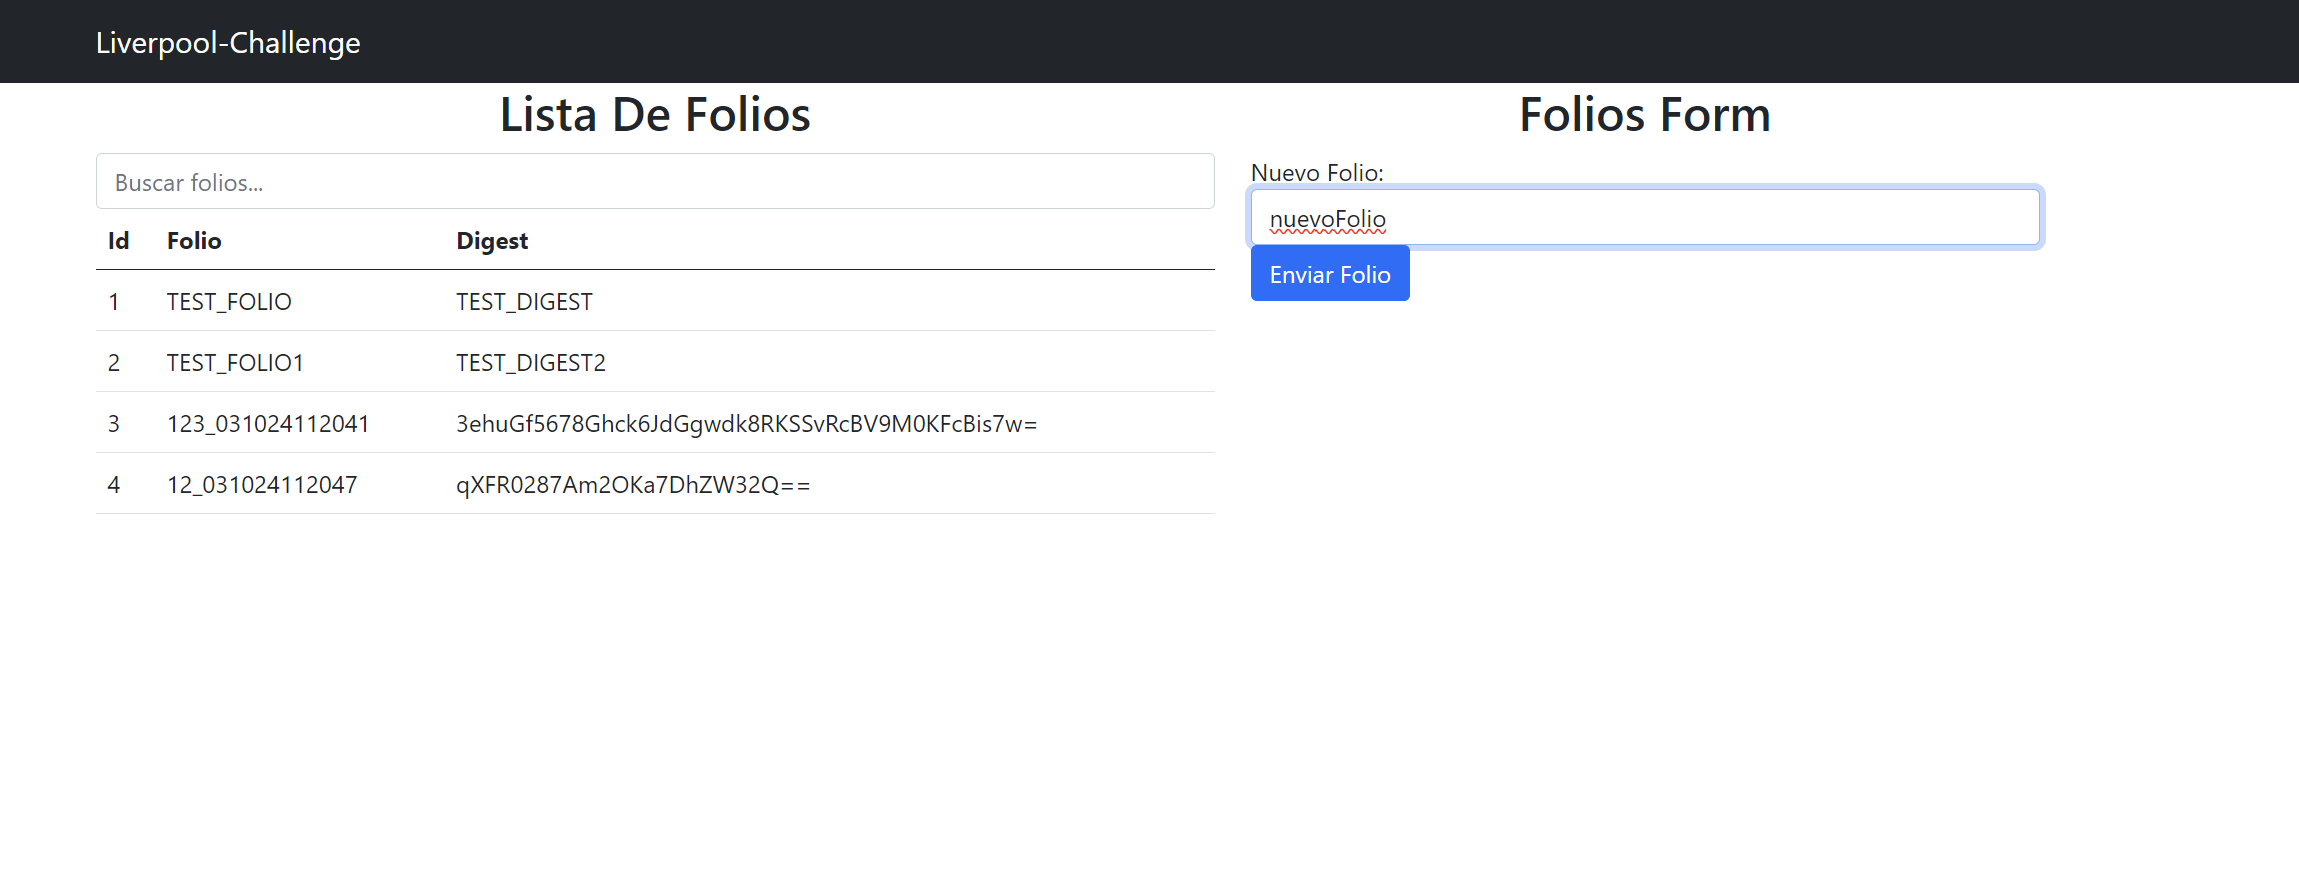 Liverpool-Challenge
Lista De Folios
Buscar folios...
Id Folio Digest
1 TEST_FOLIO TEST_DIGEST
2 TEST_FOLIO1 TEST_DIGEST2
3 123_031024112041 3ehuGf5678Ghck6JdGgwdk8RKSSvRcBV9M0KFcBis7w=
4 12_031024112047 qXFR0287Am2OKa7DhZW32Q==
Folios Form
Nuevo Folio:
nuevoFolio
Enviar Folio